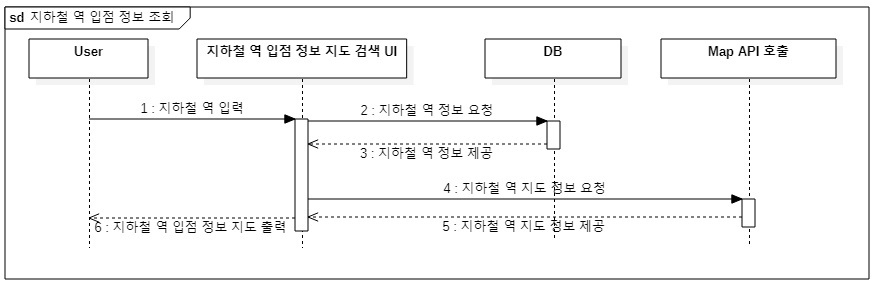 sd 지하철 역 입점 정보 조회
User
지하철 역 입점 정보 지도 검색 UI
DB
Map API 호출
1 : 지하철 역 입력
2 : 지하철 역 정보 요청
3 : 지하철 역 정보 제공
4 : 지하철 역 지도 정보 요청
5 : 지하철 역 지도 정보 제공
6 : 지하철 역 입점 정보 지도 출력